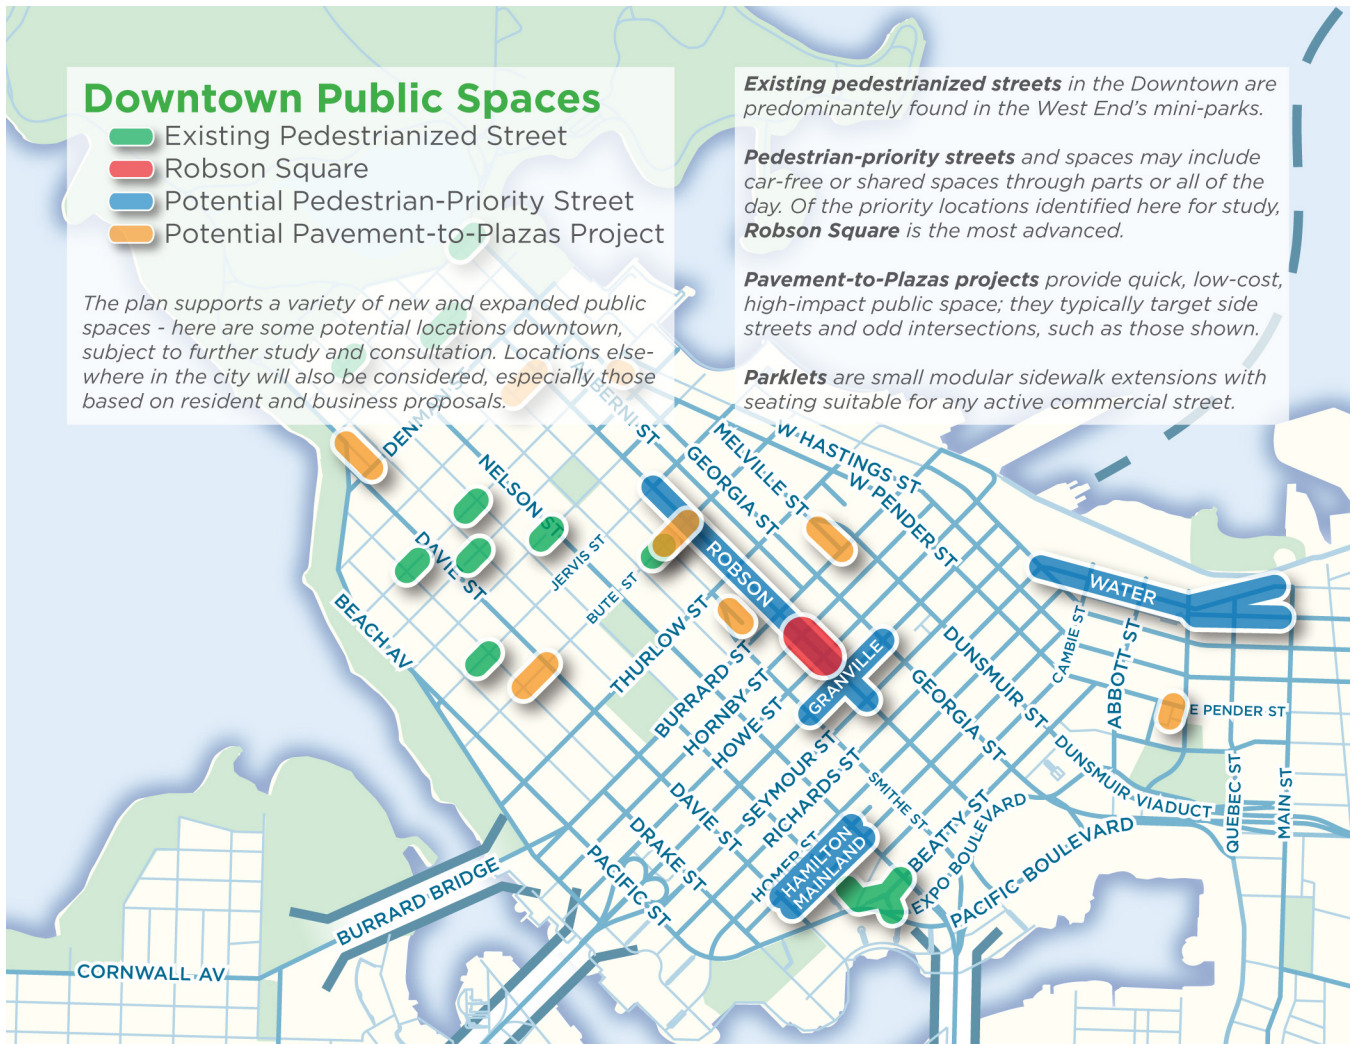 Downtown Public Spaces
Existing Pedestrianized Street
Robson Square
Potential Pedestrian-Priority Street
Potential Pavement-to-Plazas Project
The plan supports a variety of new and expanded public
spaces - here are some potential locations downtown,
subject to further study and consultation. Locations else-
where in the city will also be considered, especially those
based on resident and business proposals.
Existing pedestrianized streets in the Downtown are
predominantely found in the West End's mini-parks.
Pedestrian-priority streets and spaces may include
car-free or shared spaces through parts or all of the
day. Of the priority locations identified here for study,
Robson Square is the most advanced.
Pavement-to-Plazas projects provide quick, low-cost,
high-impact public space; they typically target side
streets and odd intersections, such as those shown.
Parklets are small modular sidewalk extensions with
seating suitable for any active commercial street.
DENMAN ST
ALBERNI ST
W HASTINGS ST
MELVILLE ST
GEORGIA ST
W PENDER ST
NELSON ST
DAVIE ST
JERVIS ST
BUTE ST
ROBSON
WATER
BEACH AV
THURLOW ST
BURRARD ST
HORNBY ST
HOWE ST
GRANVILLE
DUNSMUIR ST
GEORGIA ST
CAMBIE ST
ABBOTT ST
E PENDER ST
DUNSMUIR VIADUCT
QUEBEC ST
MAIN ST
SEYMOUR ST
RICHARDS ST
SMITHE ST
DAVIE ST
DRAKE ST
PACIFIC ST
HOMER ST
HAMILTON
MAINLAND
BEATTY ST
EXPO BOULEVARD
PACIFIC BOULEVARD
BURRARD BRIDGE
CORNWALL AV